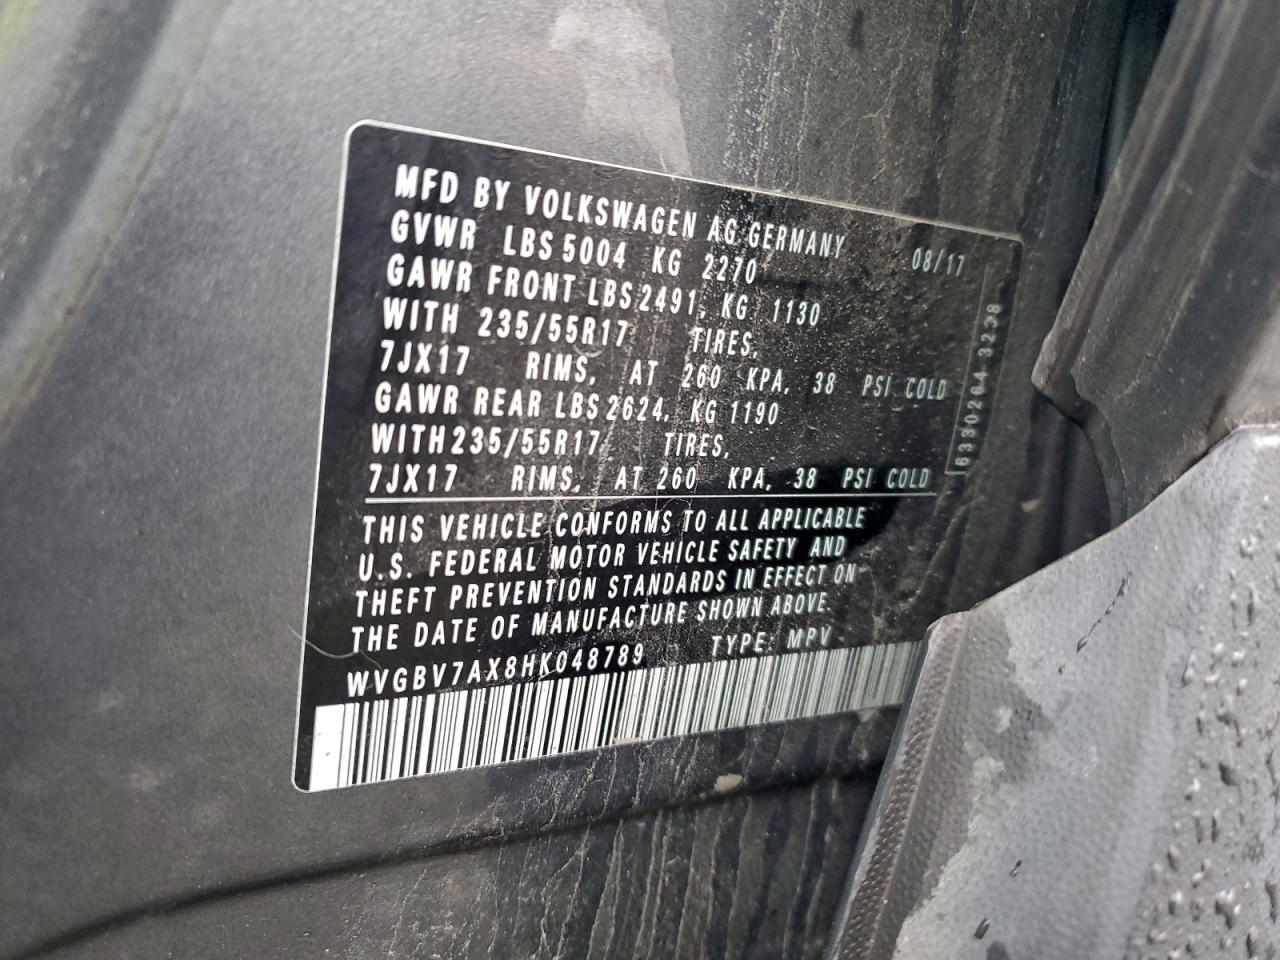 MFD BY VOLKSWAGEN AG GERMANY 08/17
GVWR LBS 5004 KG 2270
GAWR FRONT LBS 2491, KG 1130
WITH 235/55R17 TIRES,
7JX17 RIMS, AT 260 KPA, 38 PSI COLD
GAWR REAR LBS 2624, KG 1190
WITH 235/55R17 TIRES,
7JX17 RIMS, AT 260 KPA, 38 PSI COLD
THIS VEHICLE CONFORMS TO ALL APPLICABLE
U.S. FEDERAL MOTOR VEHICLE SAFETY AND
THEFT PREVENTION STANDARDS IN EFFECT ON
THE DATE OF MANUFACTURE SHOWN ABOVE.
WVGBV7AX8HK048789 TYPE: MPV